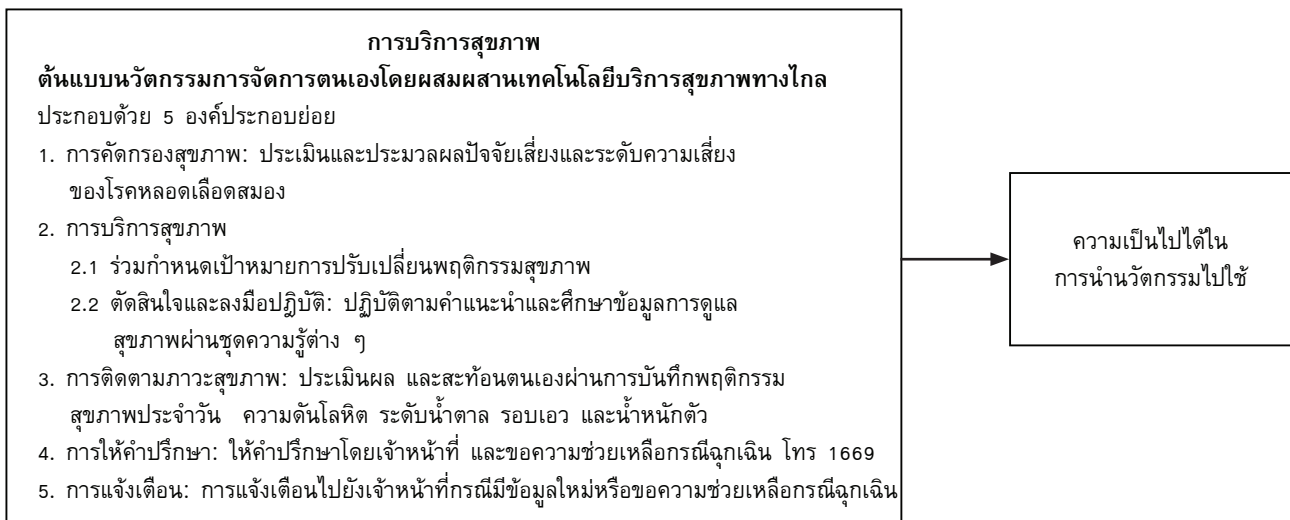 การบริการสุขภาพ
ต้นแบบนวัตกรรมการจัดการตนเองโดยผสมผสานเทคโนโลยีบริการสุขภาพทางไกล
ประกอบด้วย 5 องค์ประกอบย่อย
1. การคัดกรองสุขภาพ: ประเมินและประมวลผลปัจจัยเสี่ยงและระดับความเสี่ยง
ของโรคหลอดเลือดสมอง
2. การบริการสุขภาพ
2.1 ร่วมกำหนดเป้าหมายการปรับเปลี่ยนพฤติกรรมสุขภาพ
2.2 ตัดสินใจและลงมือปฎิบัติ: ปฏิบัติตามคำแนะนำและศึกษาข้อมูลการดูแล
สุขภาพผ่านชุดความรู้ต่าง ๆ
3. การติดตามภาวะสุขภาพ: ประเมินผล และสะท้อนตนเองผ่านการบันทึกพฤติกรรม
สุขภาพประจำวัน ความดันโลหิต ระดับน้ำตาล รอบเอว และน้ำหนักตัว
4. การให้คำปรึกษา: ให้คำปรึกษาโดยเจ้าหน้าที่ และขอความช่วยเหลือกรณีฉุกเฉิน โทร 1669
5. การแจ้งเตือน: การแจ้งเตือนไปยังเจ้าหน้าที่กรณีมีข้อมูลใหม่หรือขอความช่วยเหลือกรณีฉุกเฉิน
ความเป็นไปได้ใน
การนำนวัตกรรมไปใช้